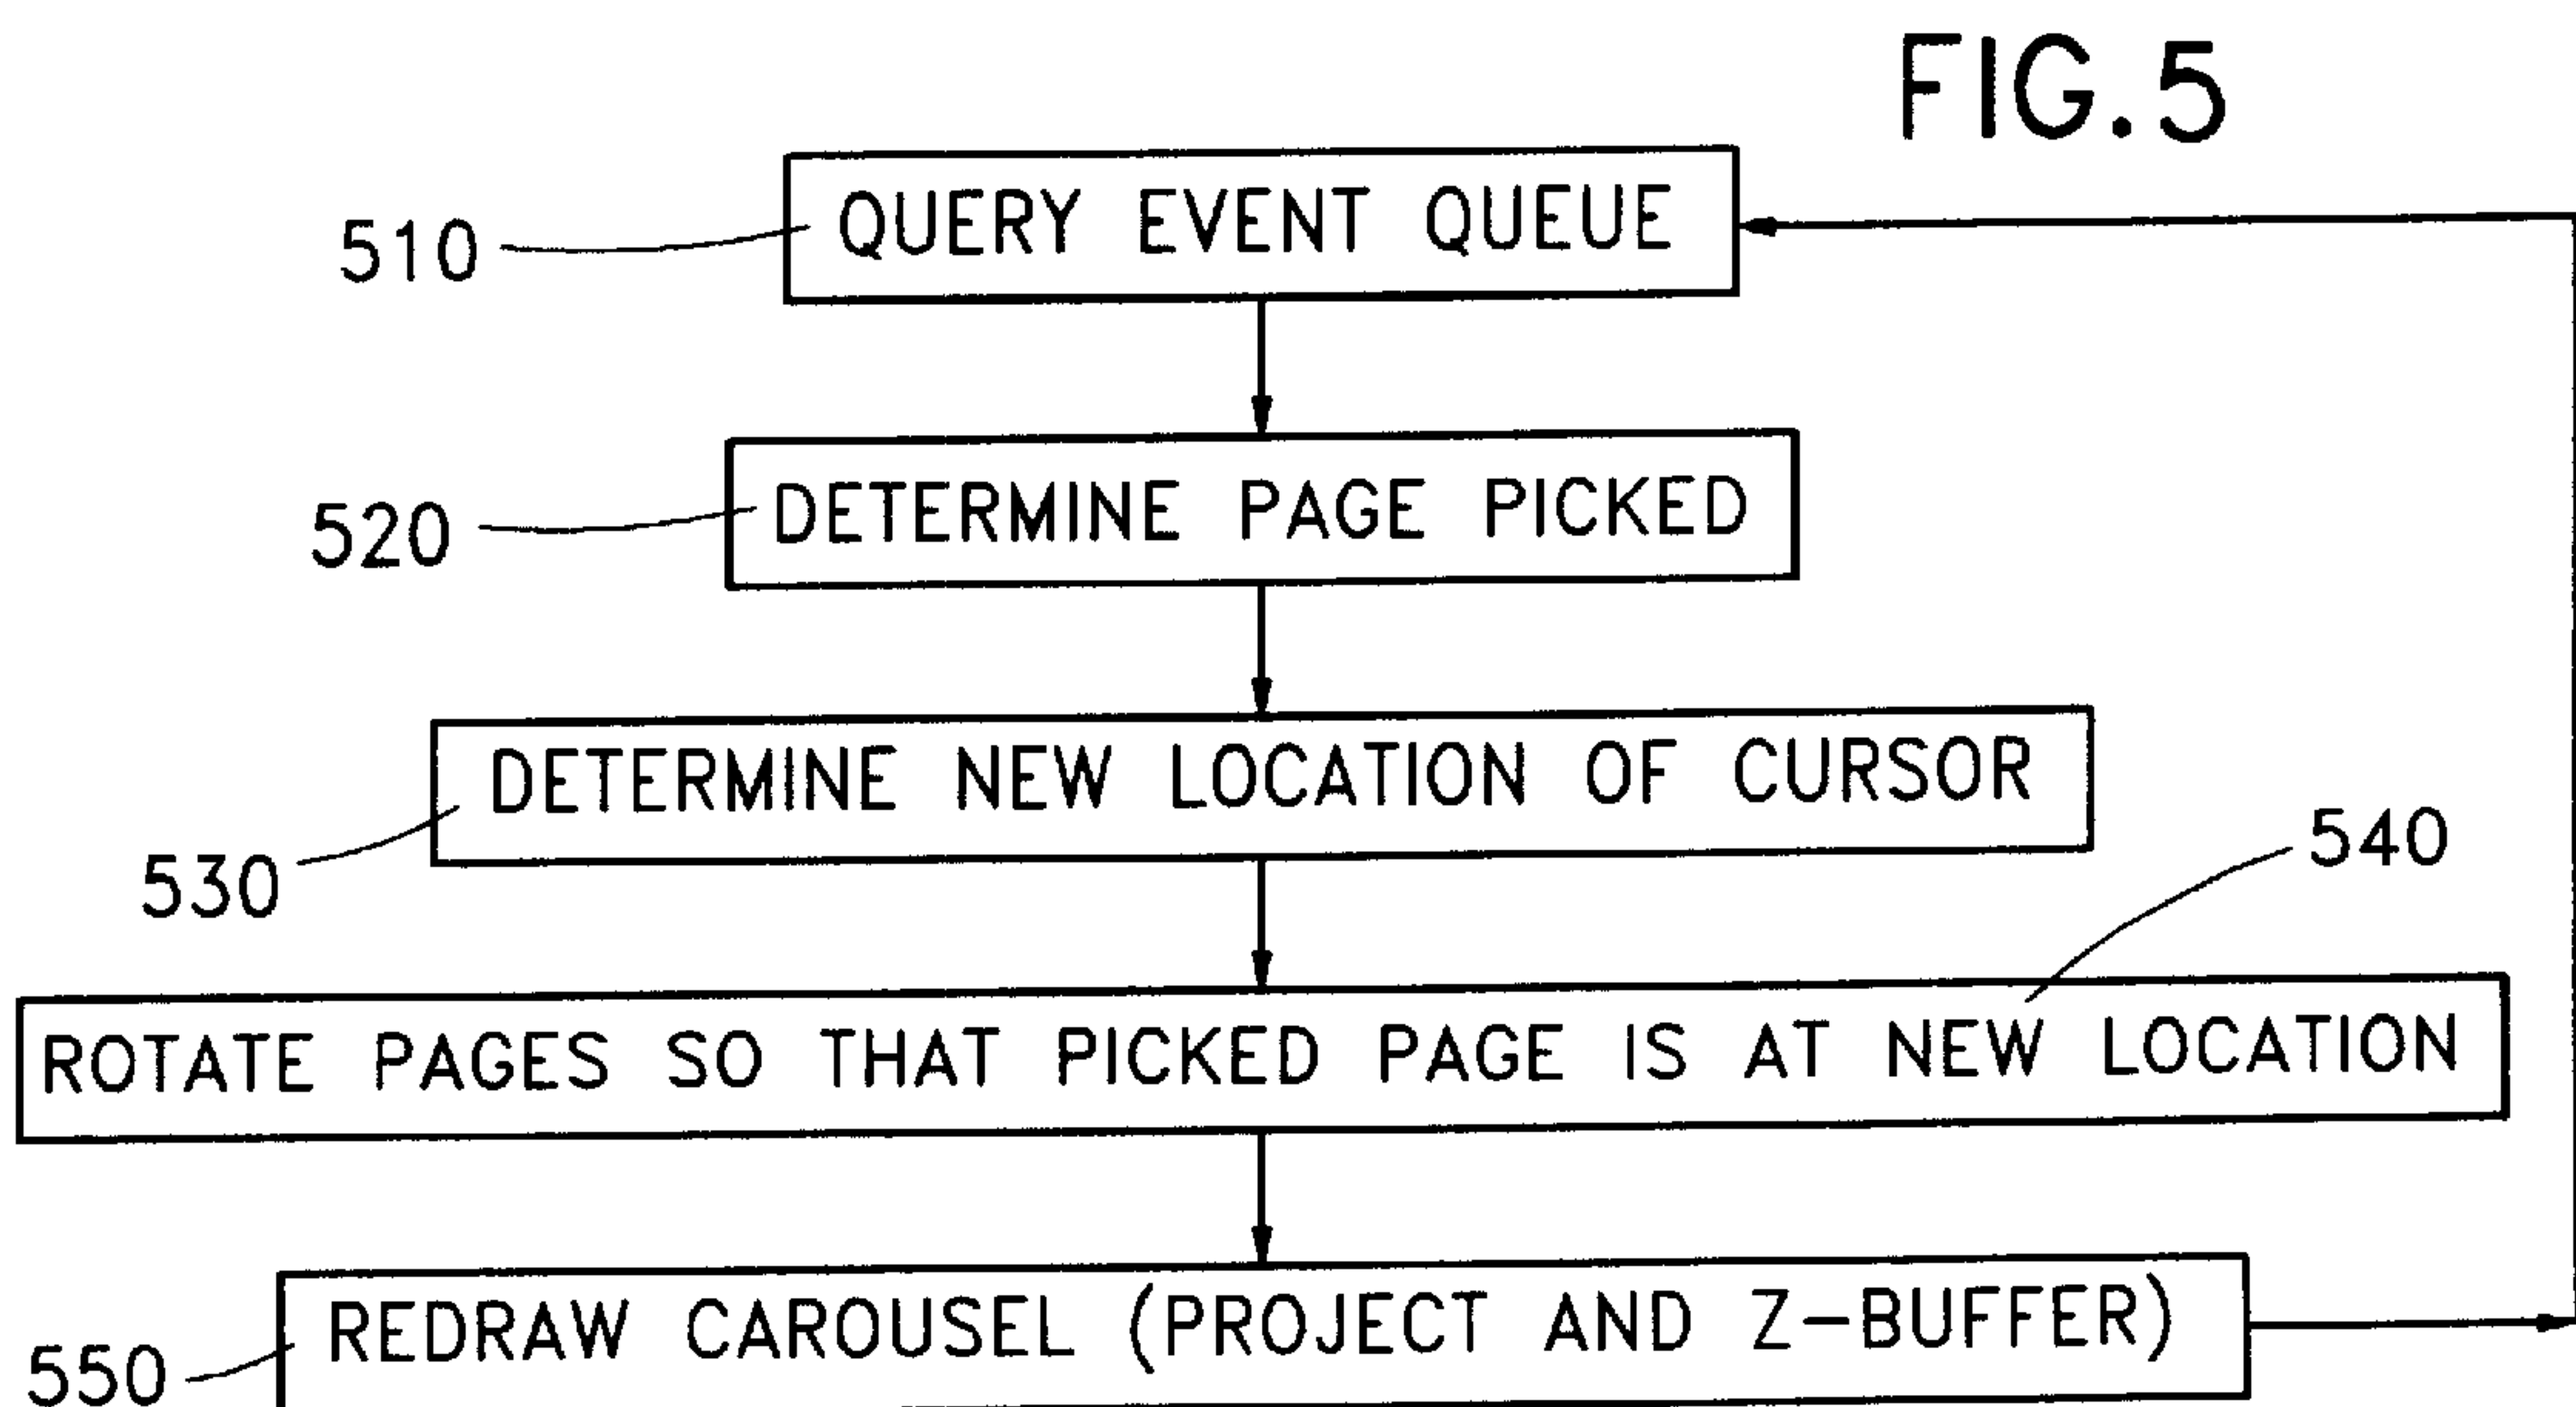 FIG.5
QUERY EVENT QUEUE
510
DETERMINE PAGE PICKED
520
DETERMINE NEW LOCATION OF CURSOR
530
540
ROTATE PAGES SO THAT PICKED PAGE IS AT NEW LOCATION
REDRAW CAROUSEL (PROJECT AND Z-BUFFER)
550